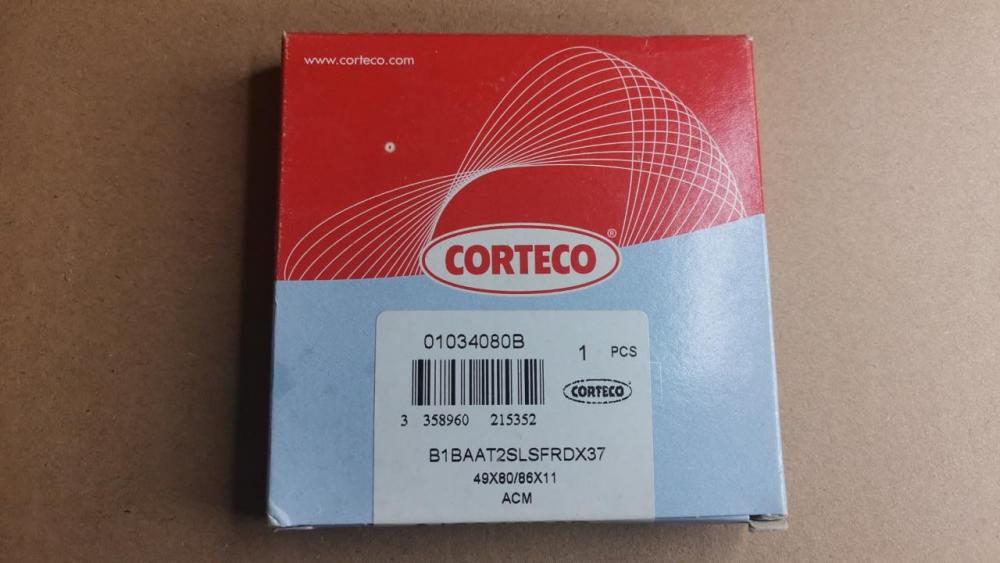 www.corteco.com
CORTECO®
01034080B
1 PCS
CORTECO
3 358960 215352
B1BAAT2SLSFRDX37
49X80/86X11
ACM